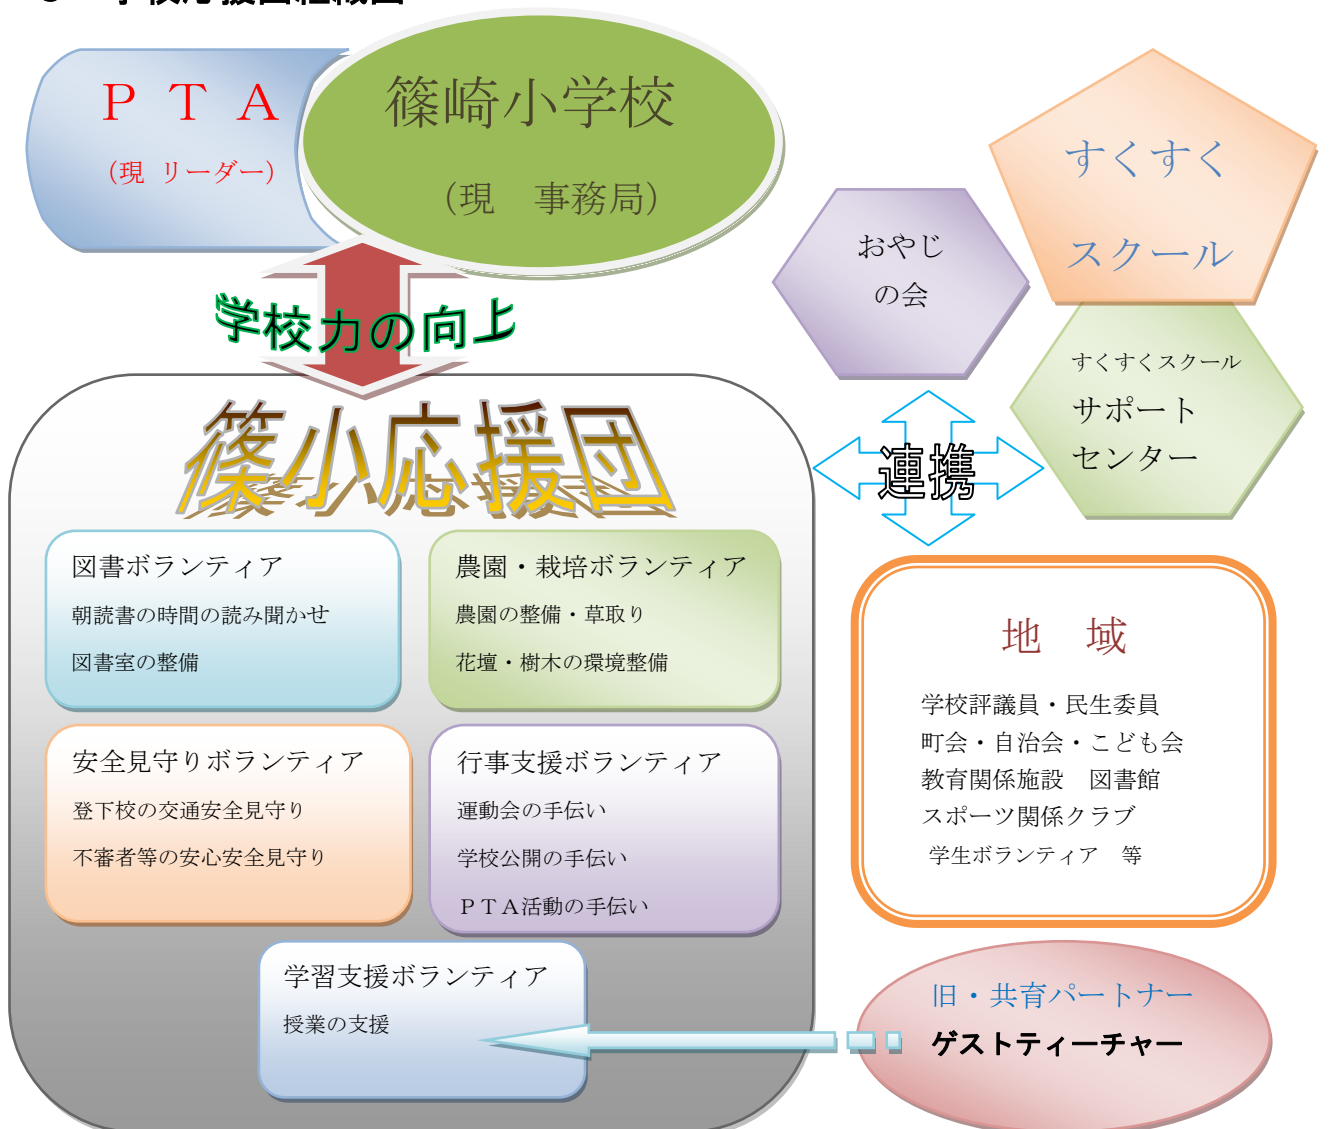 学校応援団組織図
ＰＴＡ
（現 リーダー）
篠崎小学校
（現　事務局）
すくすく
スクール
おやじ
の会
学校力の向上
すくすくスクール
サポート
センター
連携
篠小応援団
図書ボランティア
朝読書の時間の読み聞かせ
図書室の整備
農園・栽培ボランティア
農園の整備・草取り
花壇・樹木の環境整備
安全見守りボランティア
登下校の交通安全見守り
不審者等の安心安全見守り
行事支援ボランティア
運動会の手伝い
学校公開の手伝い
ＰＴＡ活動の手伝い
学習支援ボランティア
授業の支援
地　域
学校評議員・民生委員
町会・自治会・こども会
教育関係施設　図書館
スポーツ関係クラブ
学生ボランティア　等
旧・共育パートナー
ゲストティーチャー